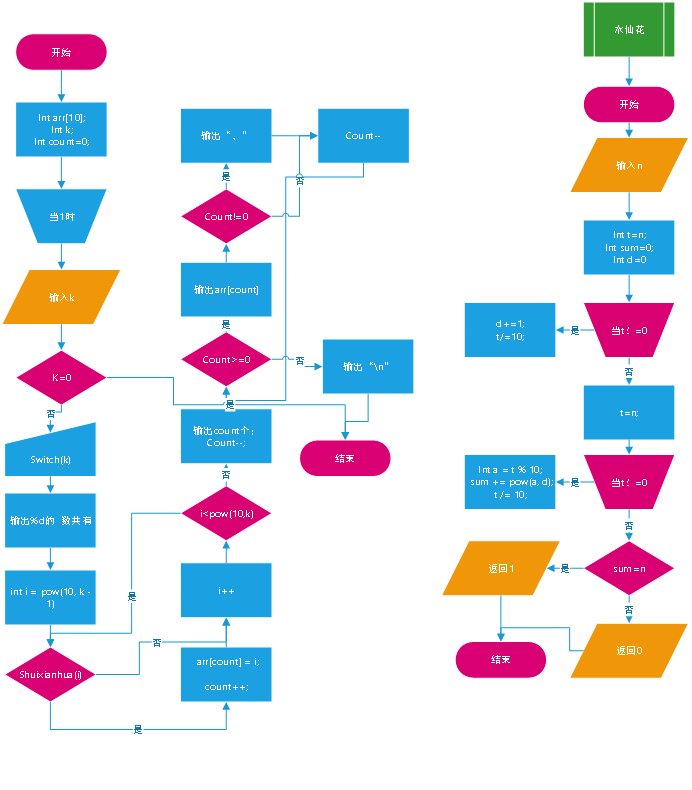 开始
Int arr[10];
Int k;
Int count=0;
当1时
输入k
K=0
否
是
Switch(k)
输出%d的 数共有
int i = pow(10, k -
1)
Shuixianhua(i)
否
是
arr[count] = i;
count++;
i++
i<pow(10,k)
是
否
输出count个;
Count--;
Count>=0
是
否
输出“\n”
结束
输出arr[count]
Count!=0
是
否
输出“, ”
Count--
水仙花
开始
输入n
Int t=n;
Int sum=0;
Int d=0
当t! =0
是
d+=1;
t/=10;
否
t=n;
当t! =0
是
Int a = t % 10;
sum += pow(a, d);
t /= 10;
否
sum=n
是
返回1
否
返回0
结束